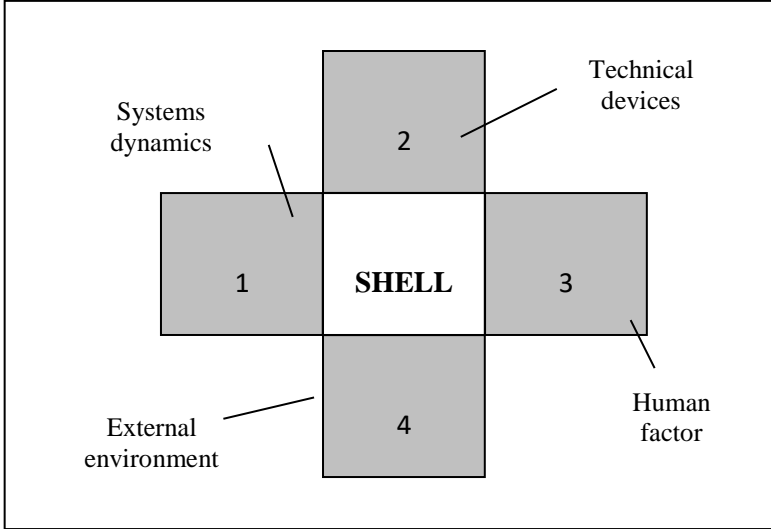 Technical
devices
Systems
dynamics
2
1
SHELL
3
4
External
environment
Human
factor